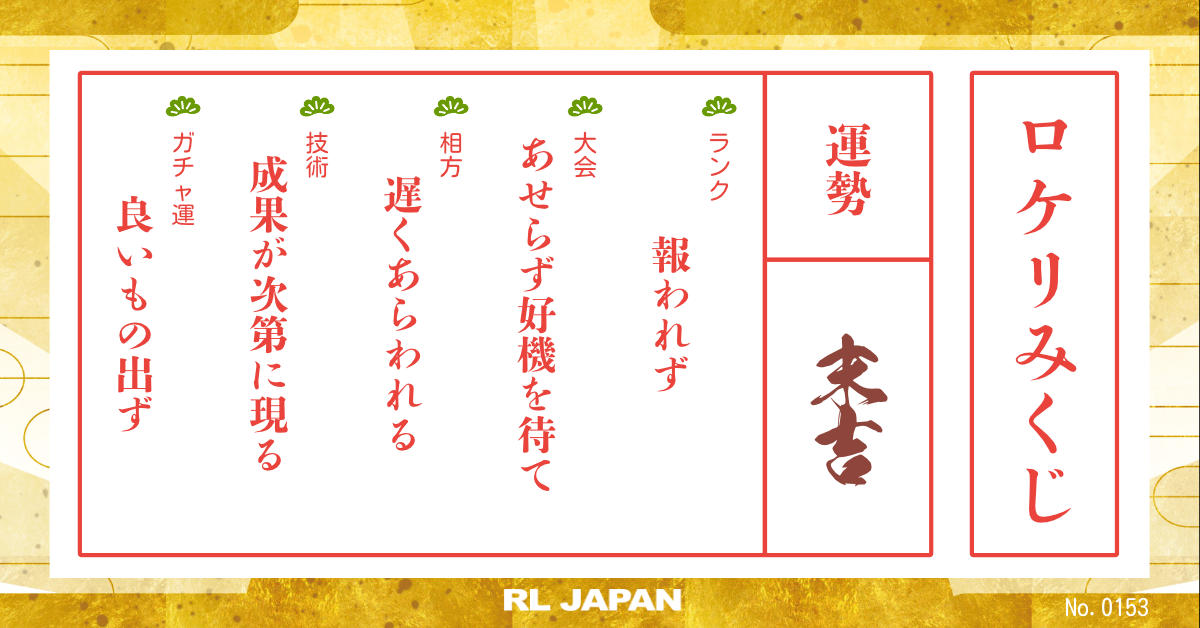 ロケリみくじ
運勢
末吉
ランク
報われず
大会
あせらず好機を待て
相方
遅くあらわれる
技術
成果が次第に現る
ガチャ運
良いもの出ず
RL JAPAN
No. 0153